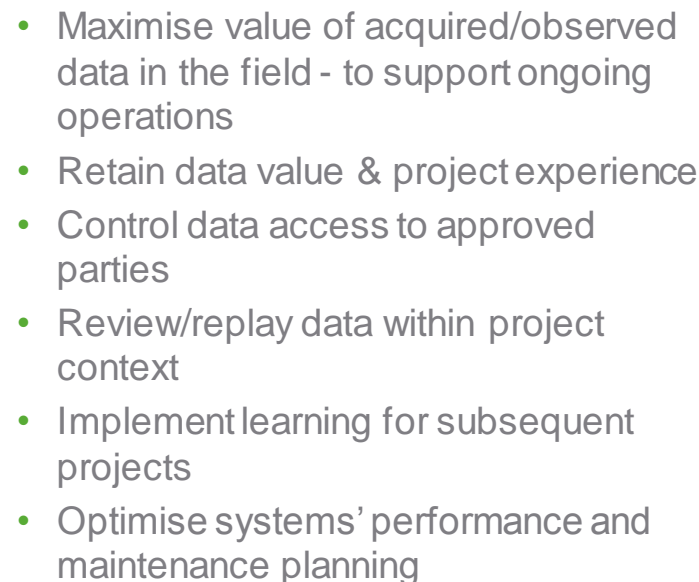 • Maximise value of acquired/observed
data in the field - to support ongoing
operations
• Retain data value & project experience
• Control data access to approved
parties
• Review/replay data within project
context
• Implement learning for subsequent
projects
• Optimise systems’ performance and
maintenance planning